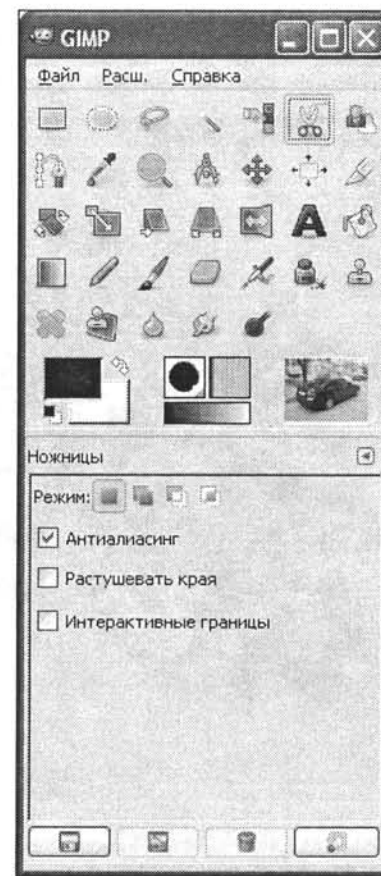 GIMP
Файл Расш. Справка
Ножницы
Режим:
Антиалиасинг
Растушевать края
Интерактивные границы